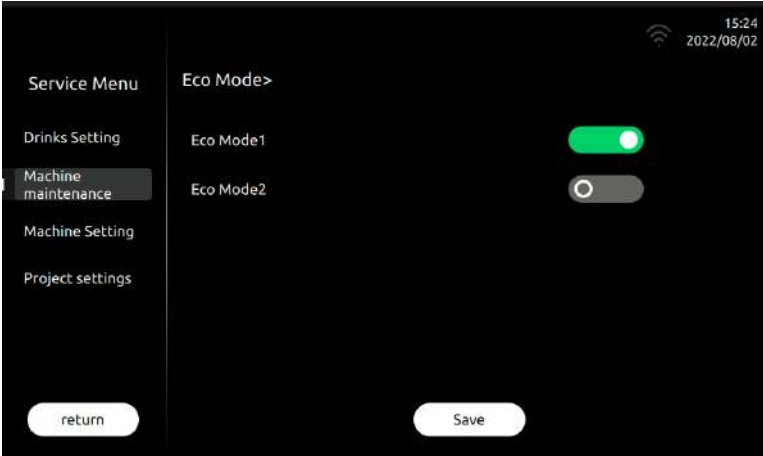 15:24
2022/08/02
Service Menu
Drinks Setting
Machine
maintenance
Machine Setting
Project settings
return
Eco Mode>
Eco Mode1
Eco Mode2
Save